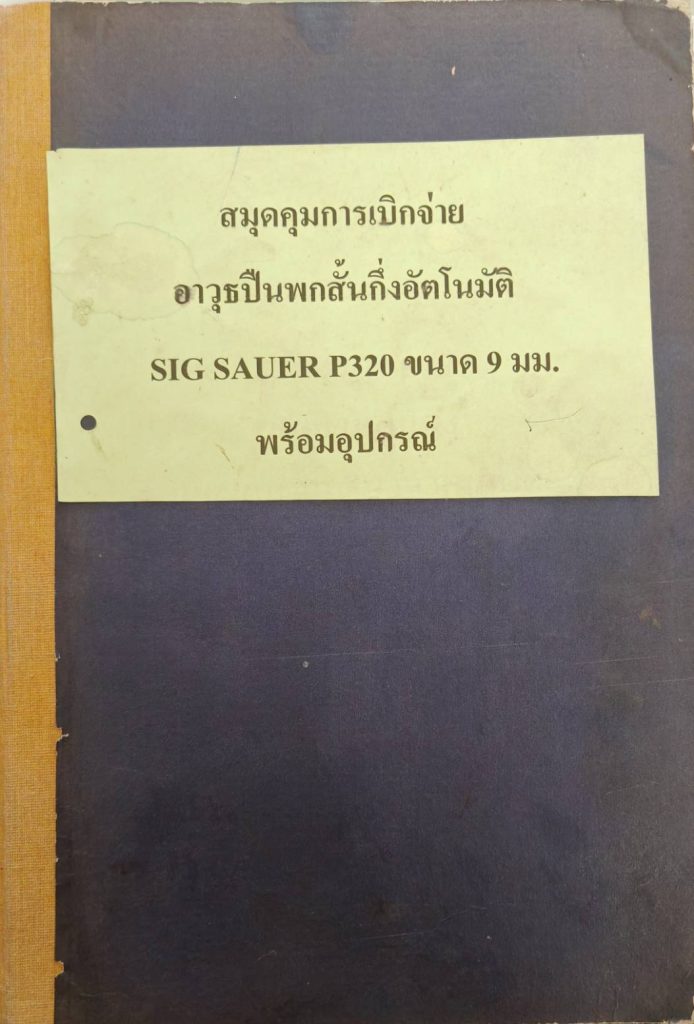 สมุดคุมการเบิกจ่าย
อาวุธปืนพกสั้นกึ่งอัตโนมัติ
SIG SAUER P320 ขนาด 9 มม.
พร้อมอุปกรณ์